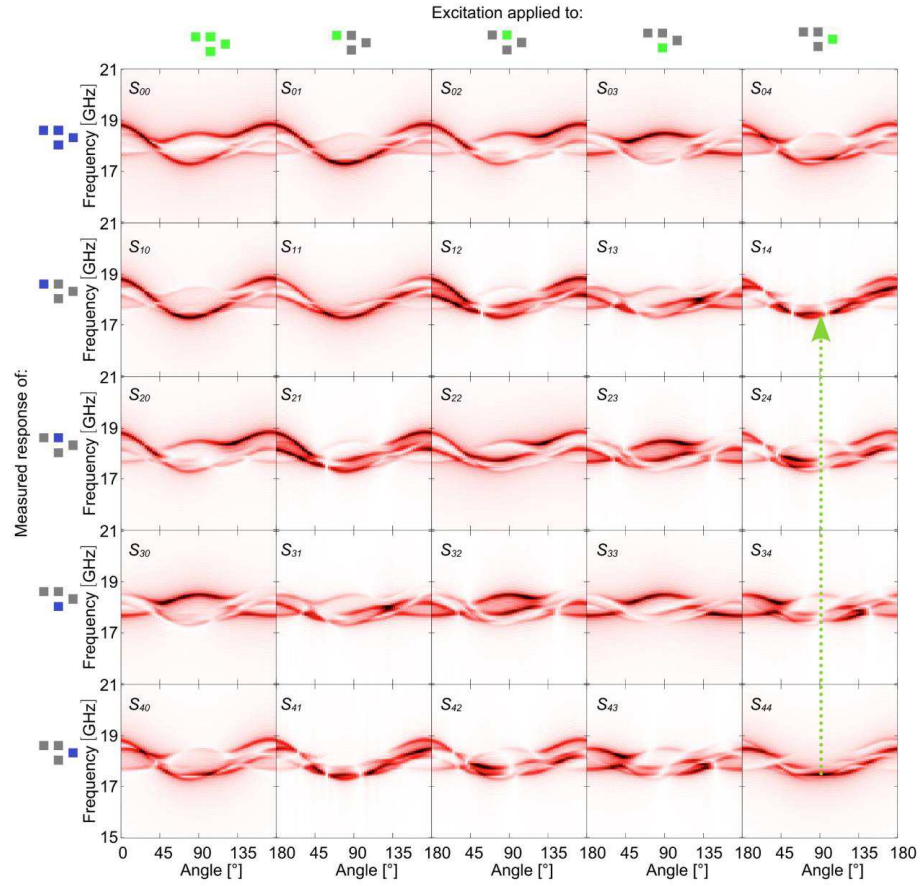 Excitation applied to:
Measured response of:
21
19
17
21
Frequency [GHz]
S00
S01
S02
S03
S04
19
17
21
Frequency [GHz]
S10
S11
S12
S13
S14
19
17
21
Frequency [GHz]
S20
S21
S22
S23
S24
19
17
21
Frequency [GHz]
S30
S31
S32
S33
S34
19
17
15
Frequency [GHz]
S40
S41
S42
S43
S44
0 45 90 135 180 45 90 135 180 45 90 135 180 45 90 135 180 45 90 135 180
Angle [°] Angle [°] Angle [°] Angle [°] Angle [°]